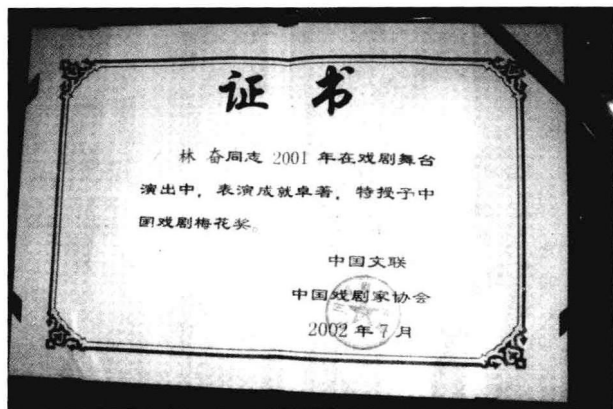 证书
林奋同志 2001 年在戏剧舞台
演出中，表演成就卓著，特授予中
国戏剧梅花奖。
中国文联
中国戏剧家协会
2002 年 7 月